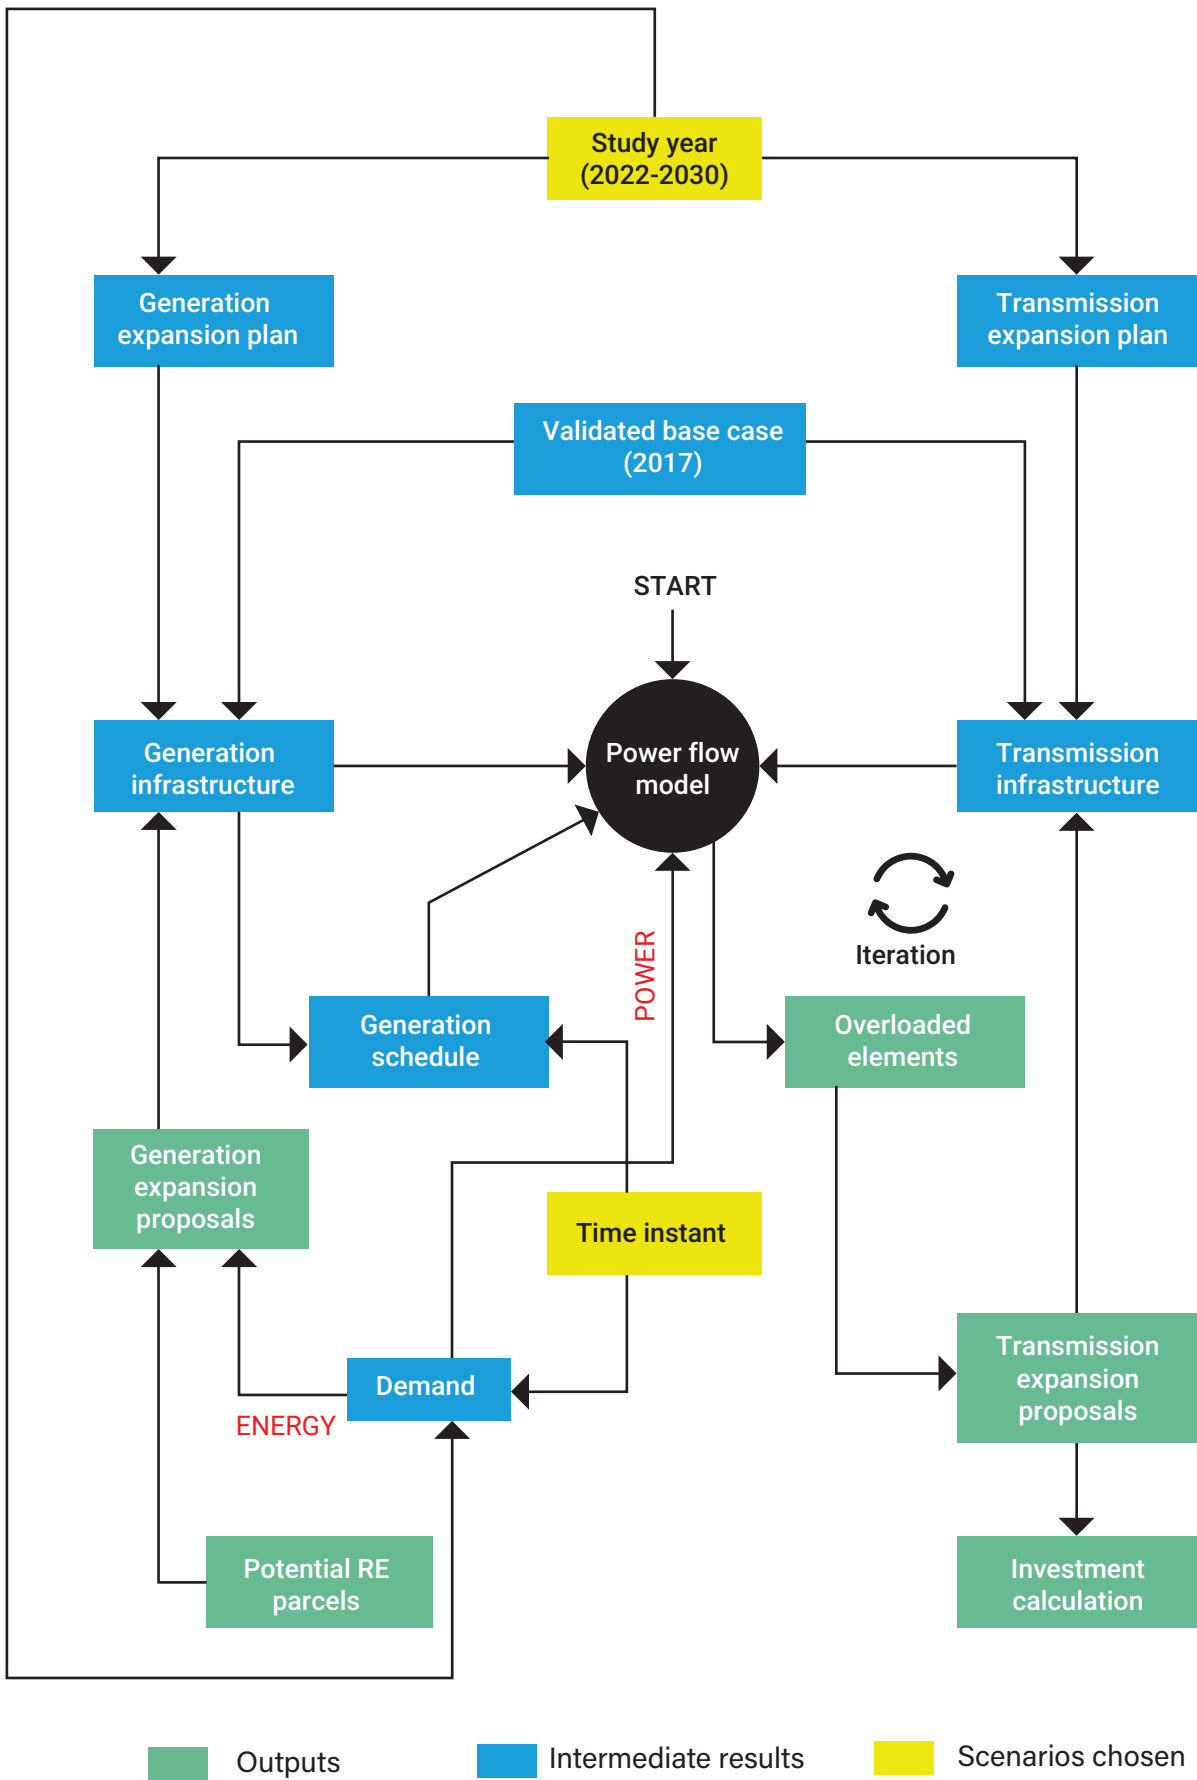 Study year
(2022-2030)
Generation
expansion plan
Transmission
expansion plan
Validated base case
(2017)
START
Generation
infrastructure
Power flow
model
Transmission
infrastructure
Iteration
POWER
Generation
schedule
Overloaded
elements
Generation
expansion
proposals
Time instant
Demand
ENERGY
Transmission
expansion
proposals
Potential RE
parcels
Investment
calculation
Outputs
Intermediate results
Scenarios chosen